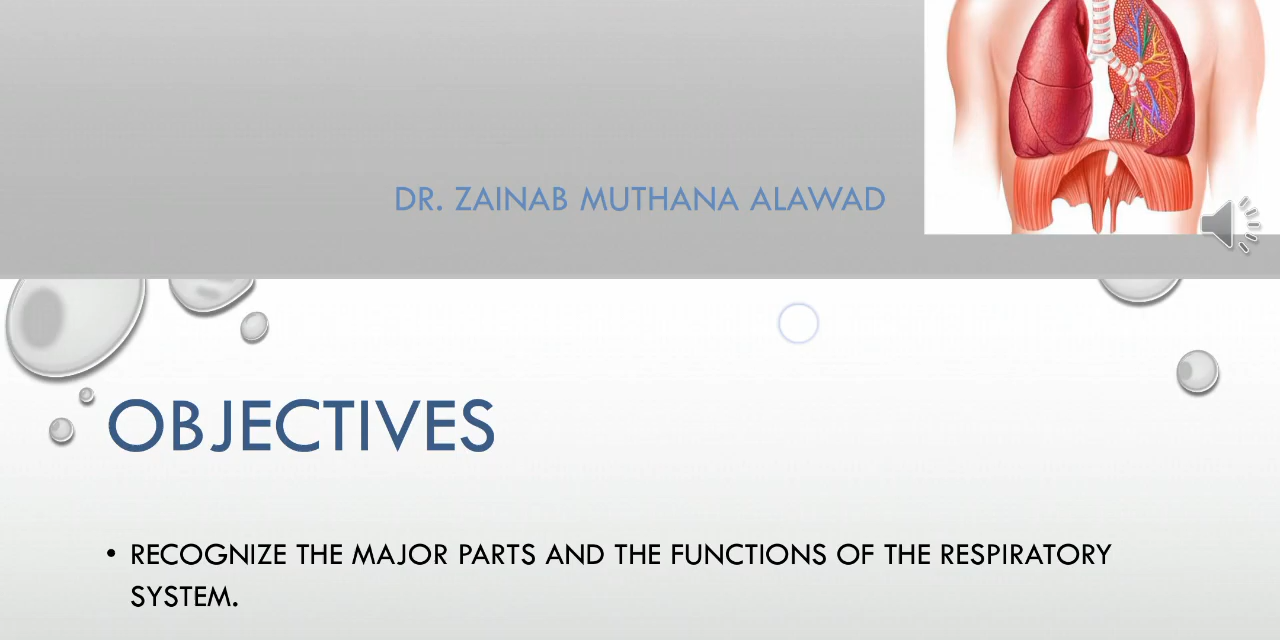 DR. ZAINAB MUTHANA ALAWAD
OBJECTIVES
• RECOGNIZE THE MAJOR PARTS AND THE FUNCTIONS OF THE RESPIRATORY
SYSTEM.